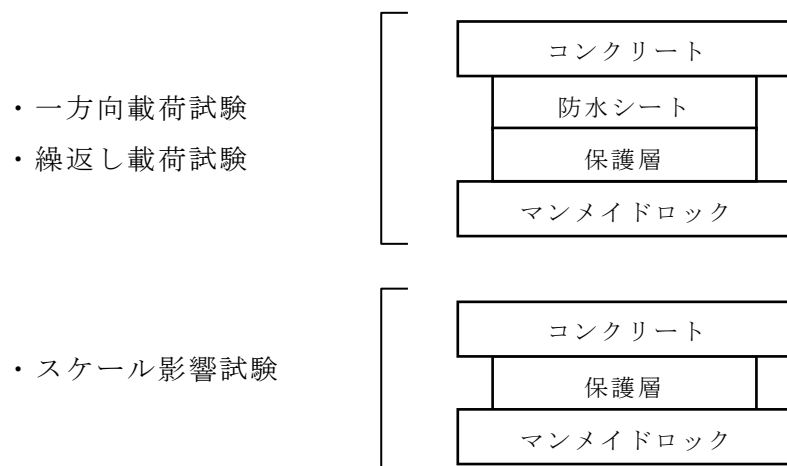 ・一方向載荷試験
・繰返し載荷試験
コンクリート
防水シート
保護層
マンメイドロック
・スケール影響試験
コンクリート
保護層
マンメイドロック